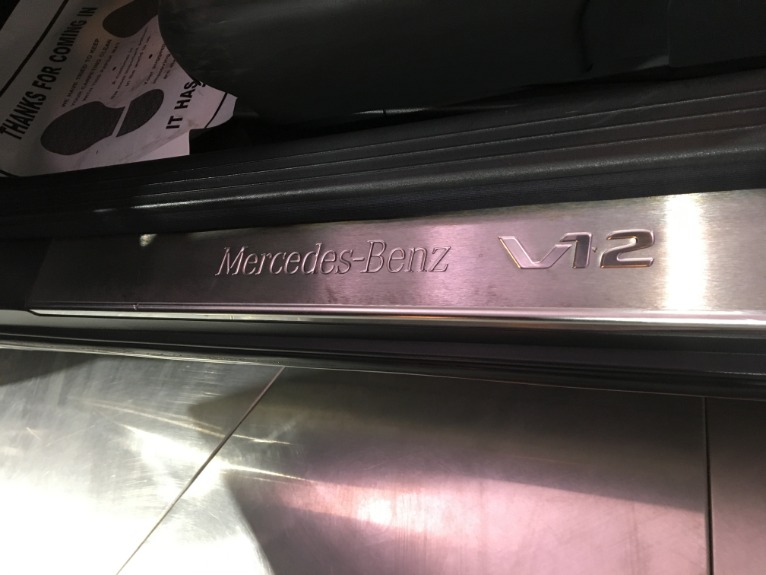 THANKS FOR COMING IN
IT HAS
Mercedes-Benz V12